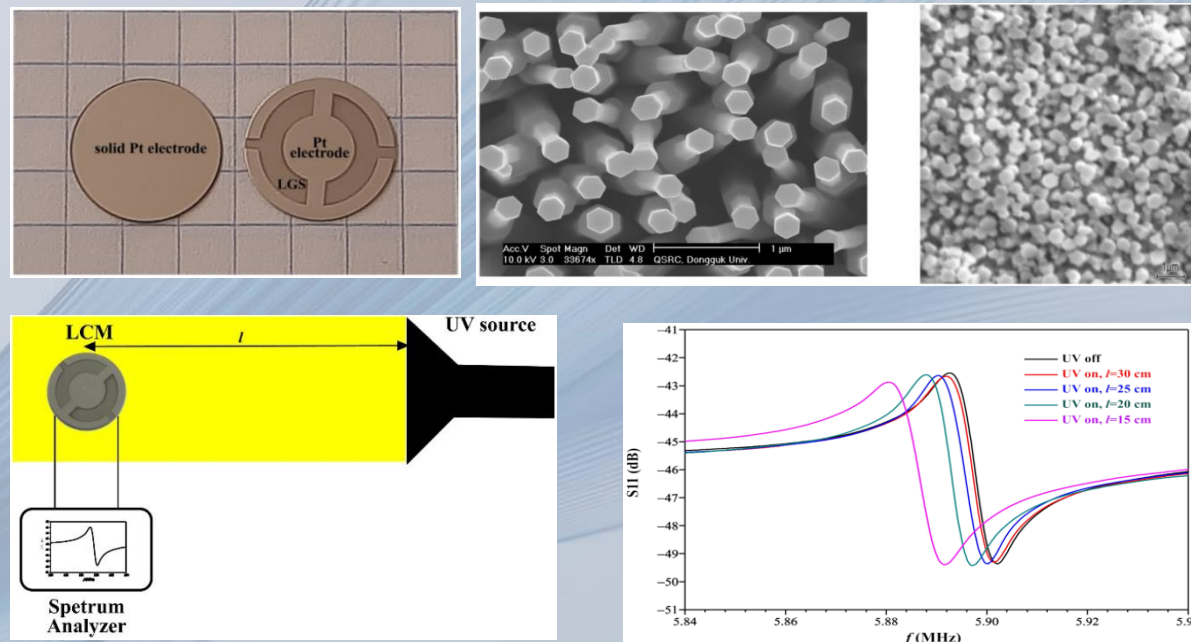 solid Pt electrode
Pt
electrode
LGS
Acc.V Spot Magn Det WD 1 µm
10.0 kV 3.0 33674x TLD 4.8 QSRC, Dongguk Univ.
1µm
LCM
l
UV source
Spetrum
Analyzer
−41
−42
−43
−44
−45
−46
−47
−48
−49
−50
−51
S11 (dB)
UV off
UV on, l=30 cm
UV on, l=25 cm
UV on, l=20 cm
UV on, l=15 cm
5.84 5.86 5.88 5.90 5.92
f (MHz)